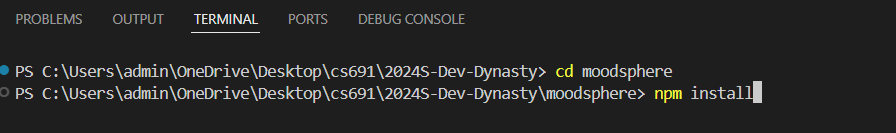 PROBLEMS OUTPUT TERMINAL PORTS DEBUG CONSOLE
PS C:\Users\admin\OneDrive\Desktop\cs691\2024S-Dev-Dynasty> cd moodsphere
PS C:\Users\admin\OneDrive\Desktop\cs691\2024S-Dev-Dynasty\moodsphere> npm install